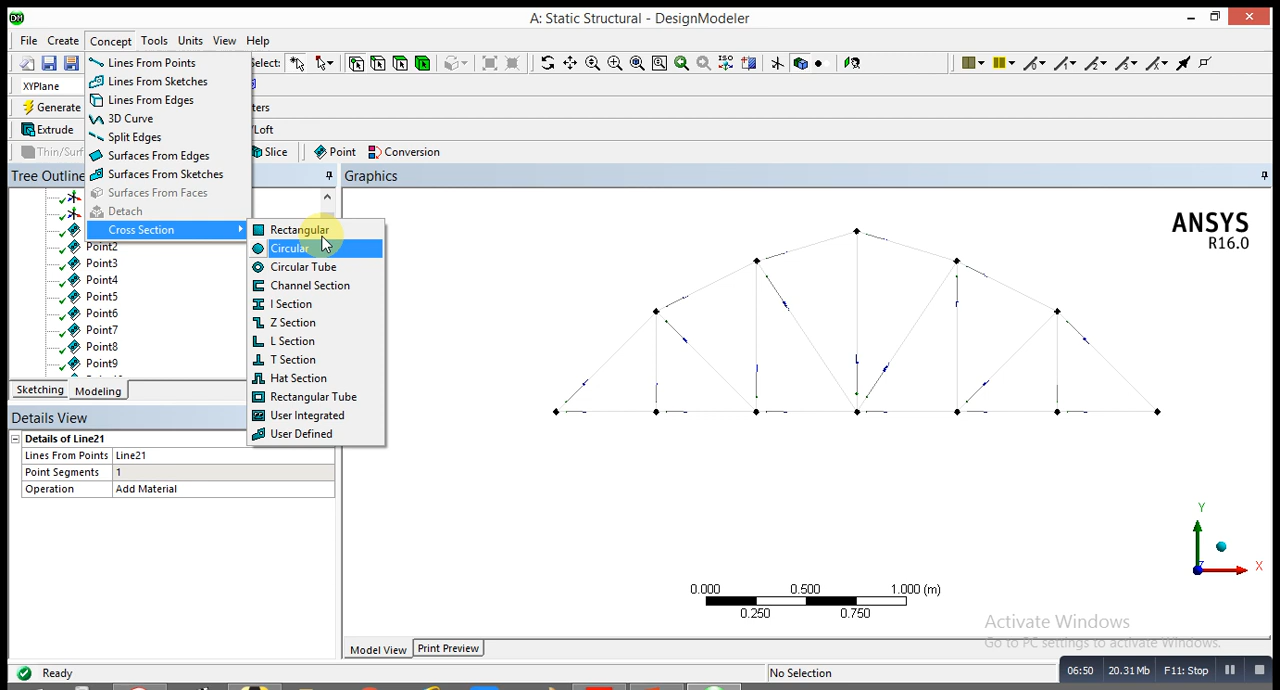 DM
A: Static Structural - DesignModeler
File Create Concept Tools Units View Help
Lines From Points
Select:
ISO
Lines From Sketches
XYPlane
Lines From Edges
Generate
3D Curve
Extrude
Split Edges
/Loft
Surfaces From Edges
Thin/Surf
Slice
Point
Conversion
Surfaces From Sketches
Tree Outline
Graphics
Surfaces From Faces
Detach
Cross Section
Rectangular
Circular
Circular Tube
Channel Section
I Section
Z Section
L Section
T Section
Hat Section
Rectangular Tube
User Integrated
User Defined
Point2
Point3
Point4
Point5
Point6
Point7
Point8
Point9
Sketching Modeling
Details View
Details of Line21
Lines From Points Line21
Point Segments 1
Operation Add Material
ANSYS
R16.0
Y
X
0.000 0.500 1.000 (m)
0.250 0.750
Activate Windows
Go to PC settings to activate Windows.
Model View Print Preview
Ready
No Selection
06:50 20.31 Mb F11: Stop